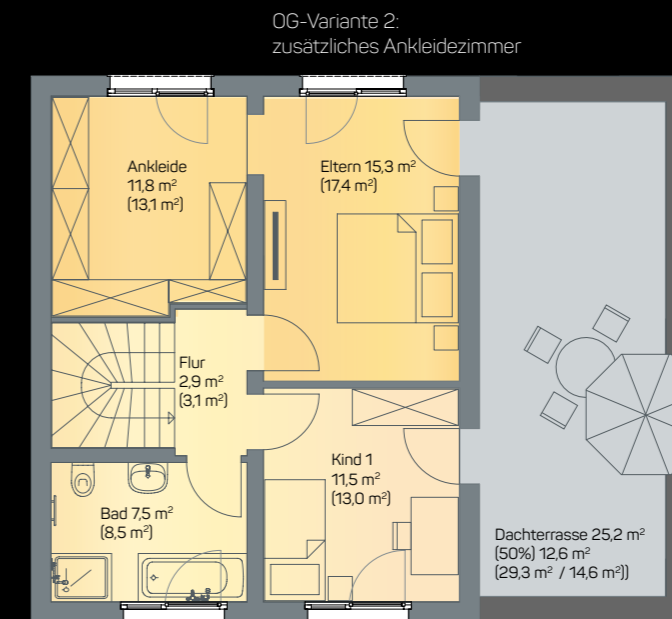 OG-Variante 2:
zusätzliches Ankleidezimmer
Ankleide
11,8 m²
(13,1 m²)
Eltern 15,3 m²
(17,4 m²)
Flur
2,9 m²
(3,1 m²)
Kind 1
11,5 m²
(13,0 m²)
Bad 7,5 m²
(8,5 m²)
Dachterrasse 25,2 m²
(50%) 12,6 m²
(29,3 m² / 14,6 m²))